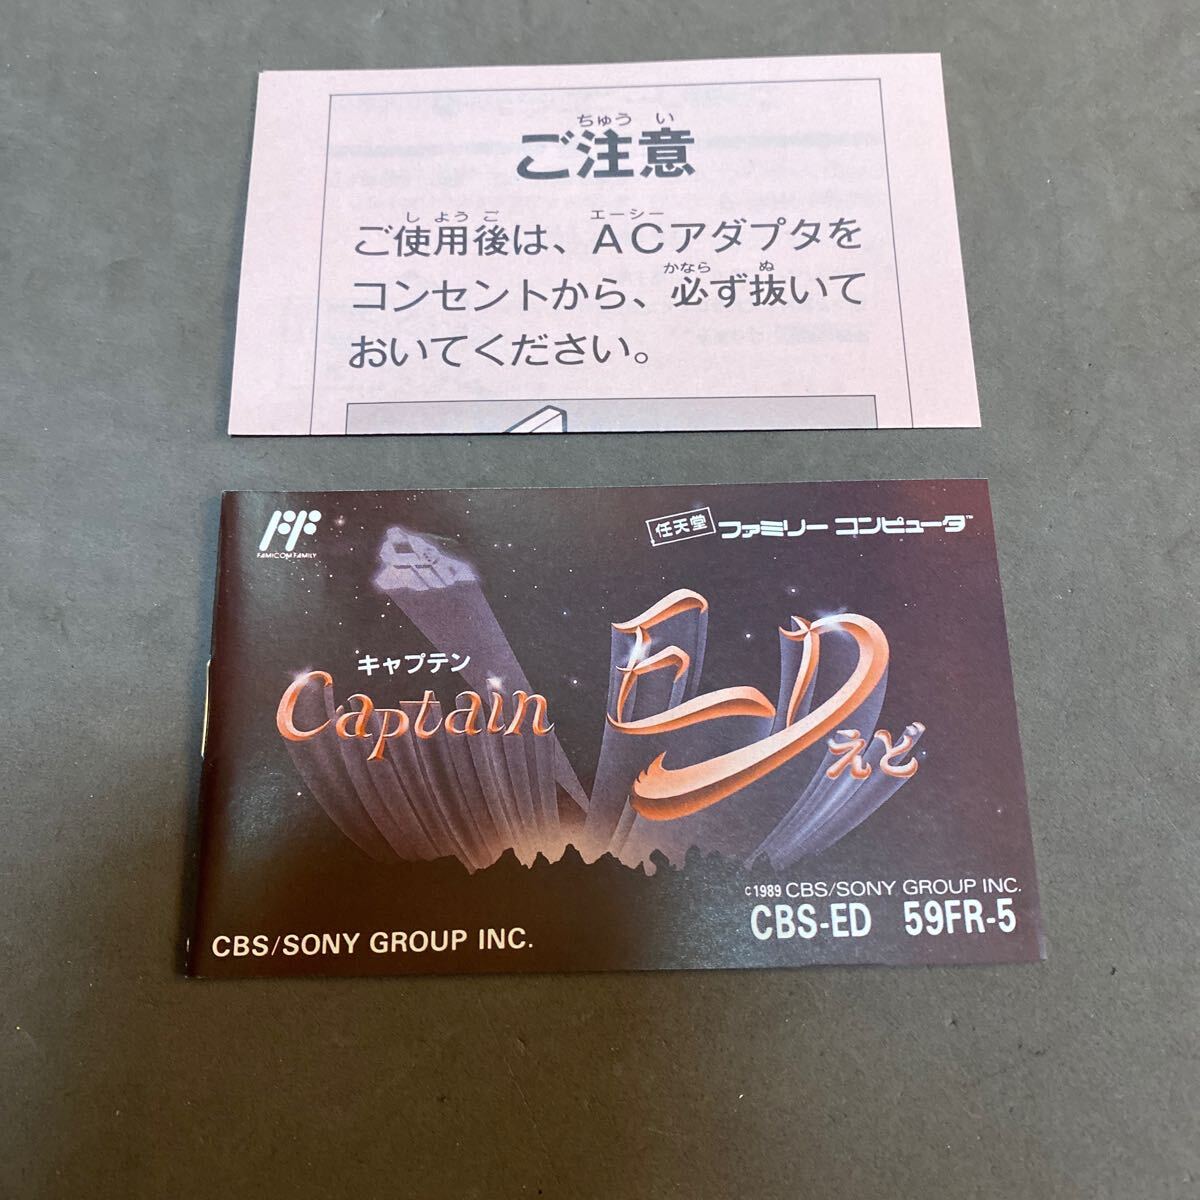 ちゅう い
ご注意
し よう ご エーシー
ご使用後は、ACアダプタを
かなら ぬ
コンセントから、必ず抜いて
おいてください。
FF
FAMICOM FAMILY
任天堂 ファミリー コンピュータ™
キャプテン
Captain ED
えど
©1989 CBS/SONY GROUP INC.
CBS-ED 59FR-5
CBS/SONY GROUP INC.